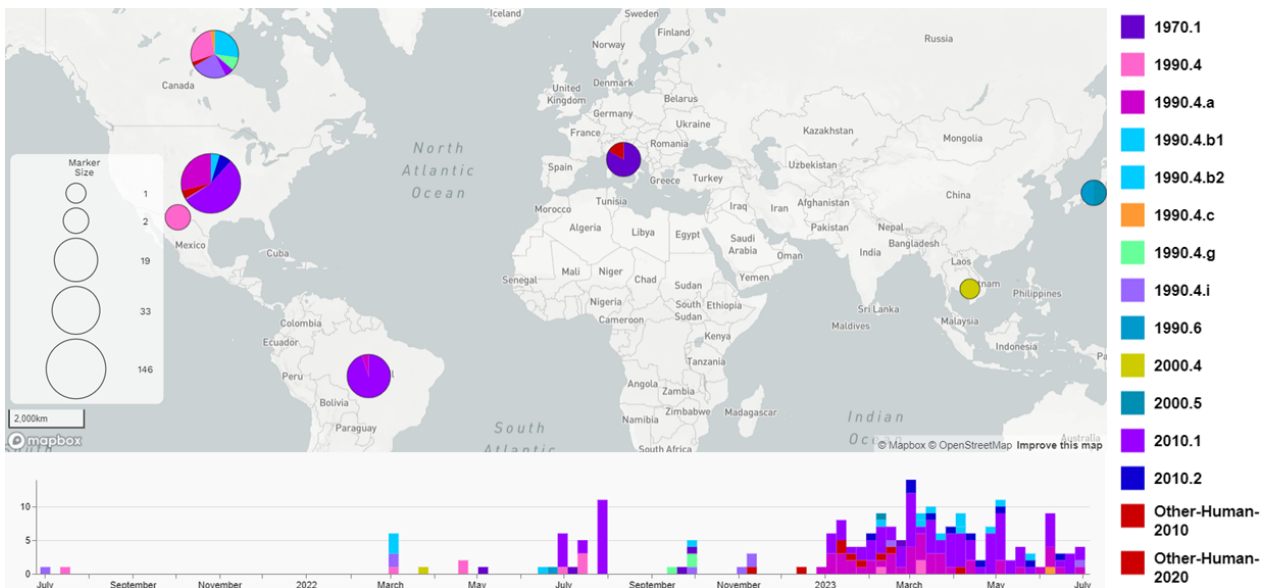 Iceland
Sweden
Finland
Russia
Norway
Canada
United
Kingdom
Denmark
Belarus
Germany
Ukraine
Kazakhstan
Mongolia
France
Romania
North
Atlantic
Ocean
Uzbekistan
Spain
Greece
Turkey
China
Tunisia
Morocco
Iraq
Iran
Afghanistan
Algeria
Libya
Egypt
Pakistan
Nepal
Mexico
Cuba
Saudi
Arabia
Oman
India
Bangladesh
Laos
Mali
Niger
Chad
Sudan
Yemen
Senegal
Philippines
Nigeria
South
Sudan
Ethiopia
Sri Lanka
Cameroon
Maldives
Malaysia
Colombia
Ecuador
Kenya
Indonesia
Tanzania
Peru
Angola
Zambia
Bolivia
Namibia
Zimbabwe
Madagascar
Paraguay
South
Atlantic
Indian
South Africa
Australia
Marker
Size
1
2
19
33
146
2,000km
mapbox
© Mapbox © OpenStreetMap Improve this map
10
5
0
July
September
November
2022
March
May
July
September
November
2023
March
May
July
1970.1
1990.4
1990.4.a
1990.4.b1
1990.4.b2
1990.4.c
1990.4.g
1990.4.i
1990.6
2000.4
2000.5
2010.1
2010.2
Other-Human-
2010
Other-Human-
2020